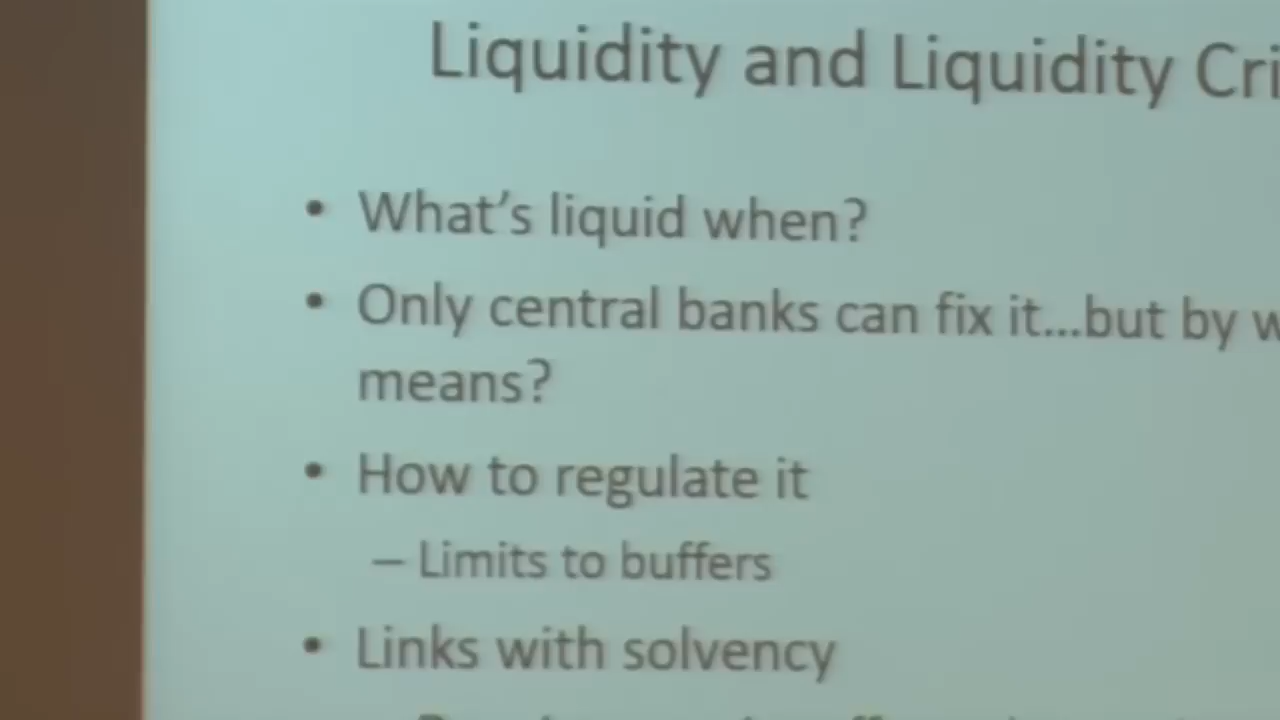 Liquidity and Liquidity Cri
• What's liquid when?
• Only central banks can fix it...but by w
means?
• How to regulate it
– Limits to buffers
• Links with solvency